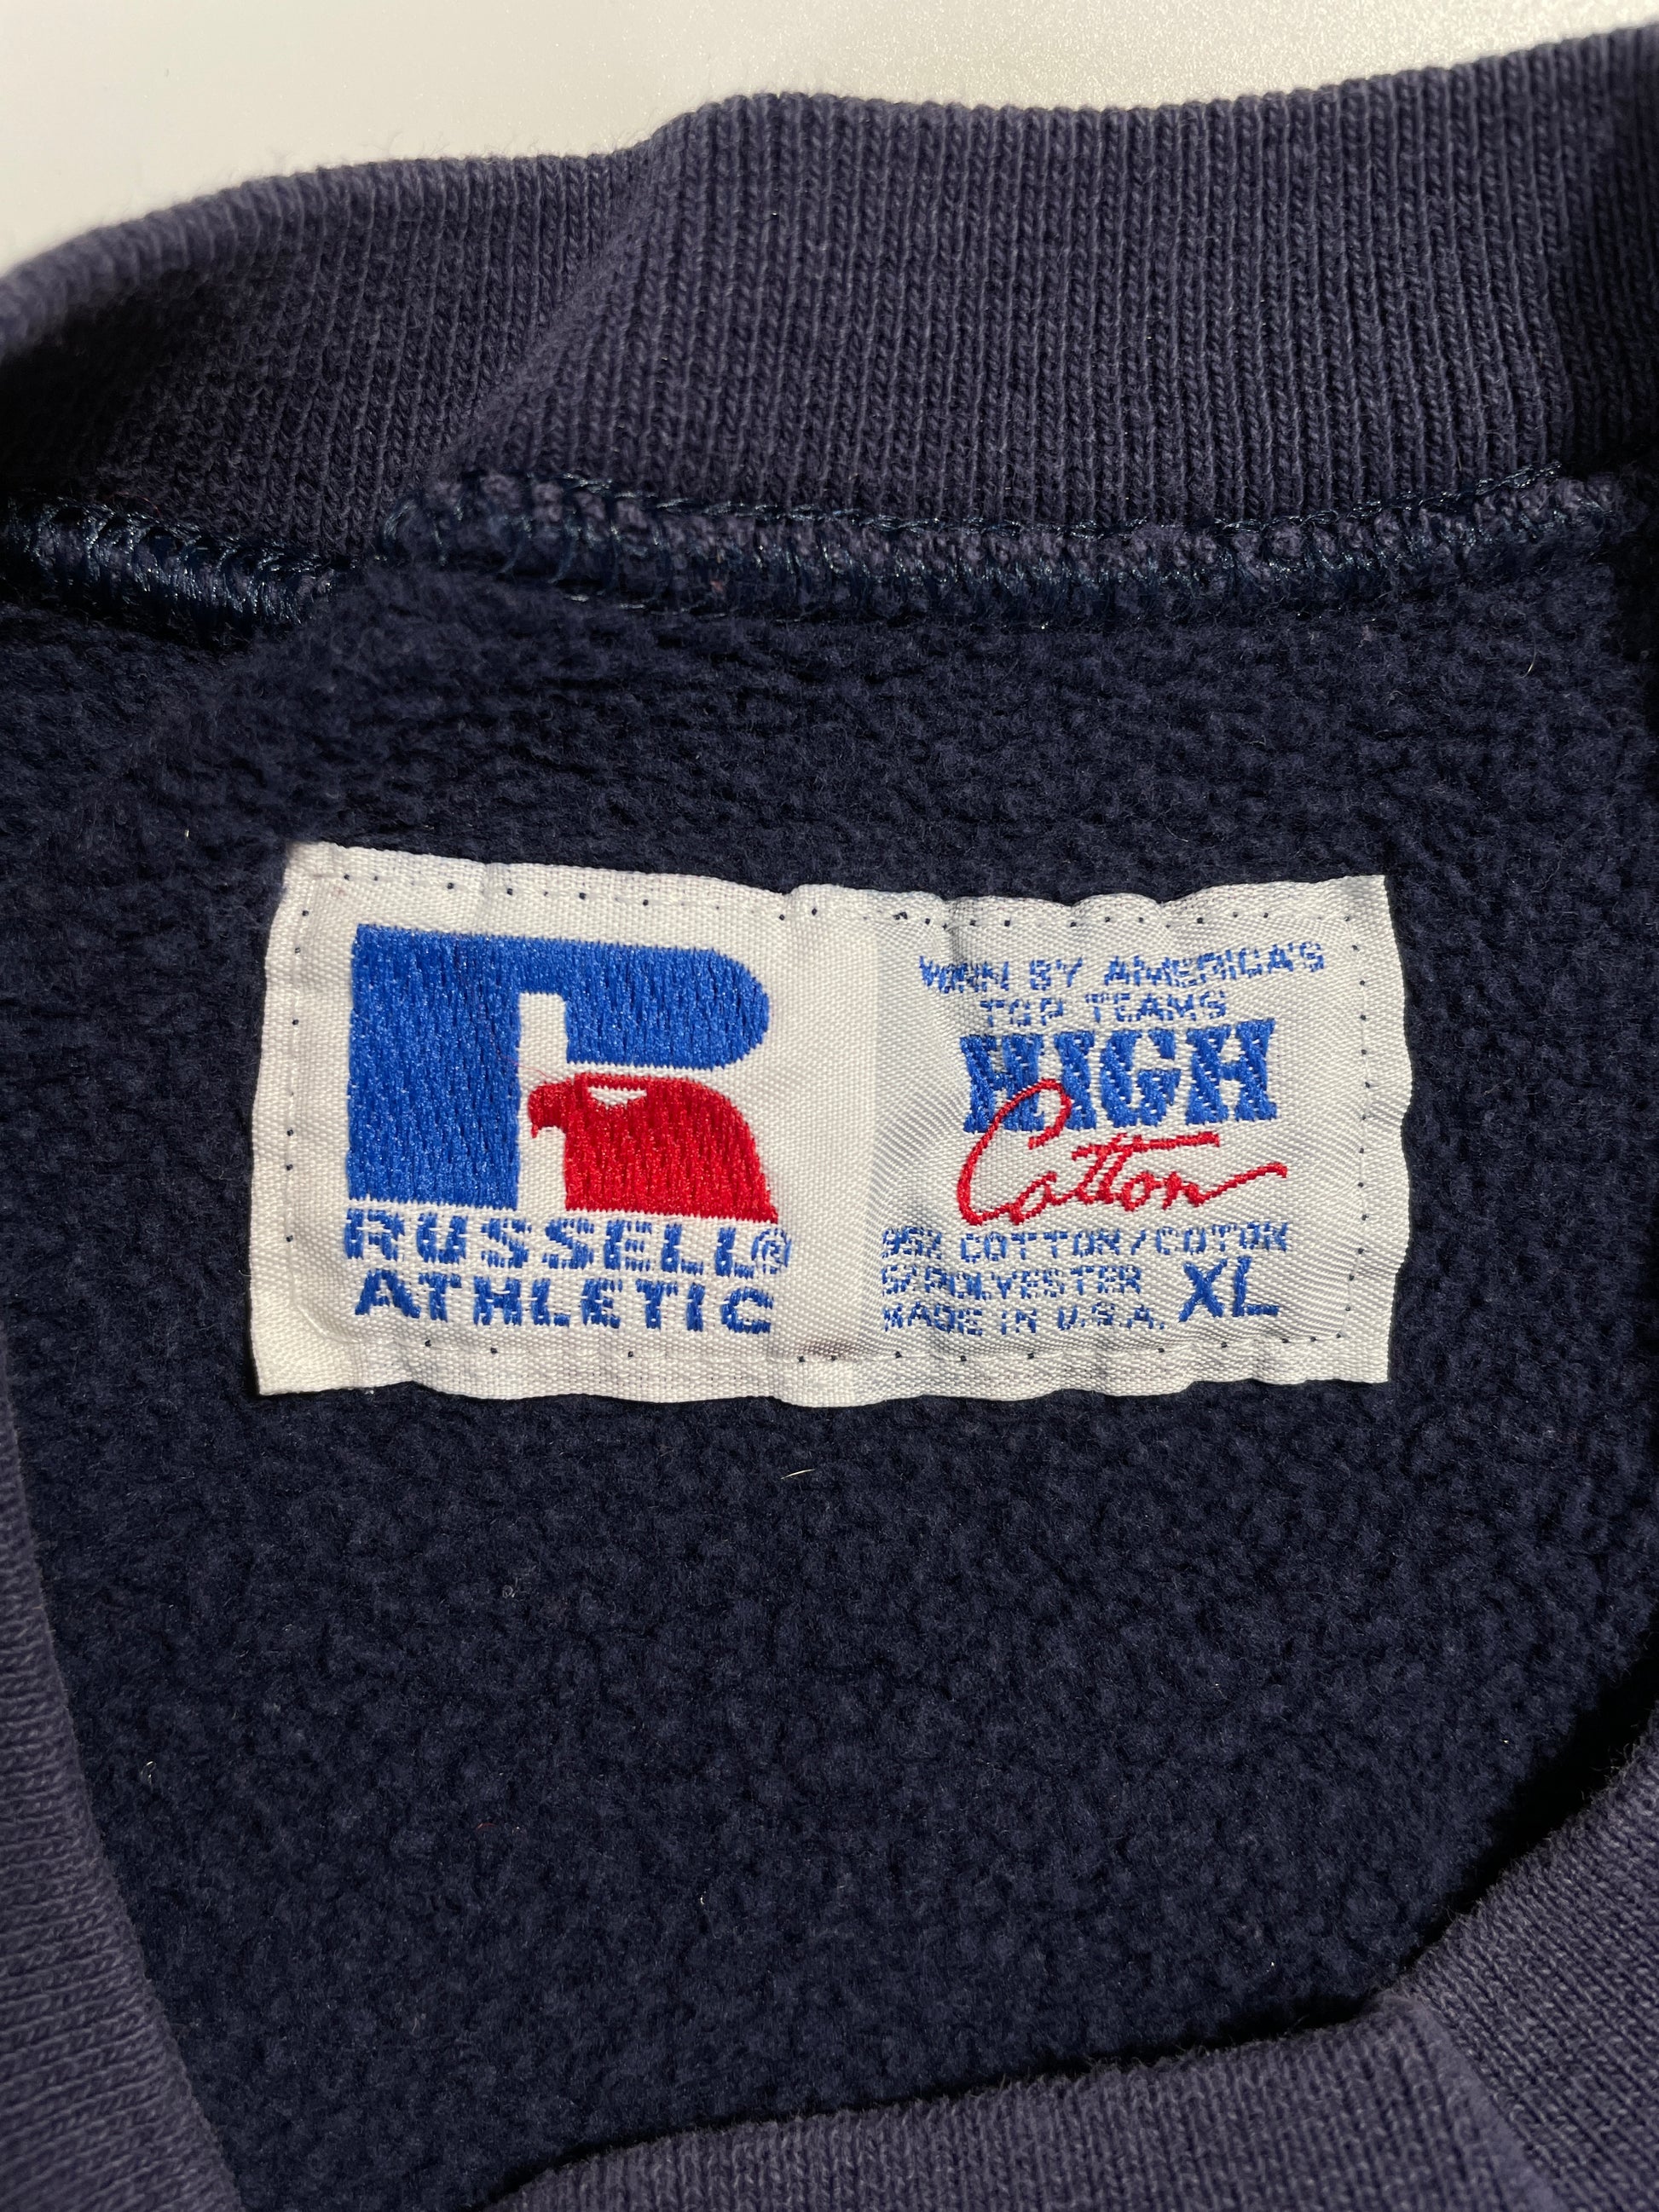 RUSSELL®
ATHLETIC
WORN BY AMERICA'S
TOP TEAMS
HIGH
Cotton
95% COTTON/COTON
5/POLYESTER
MADE IN U.S.A. XL